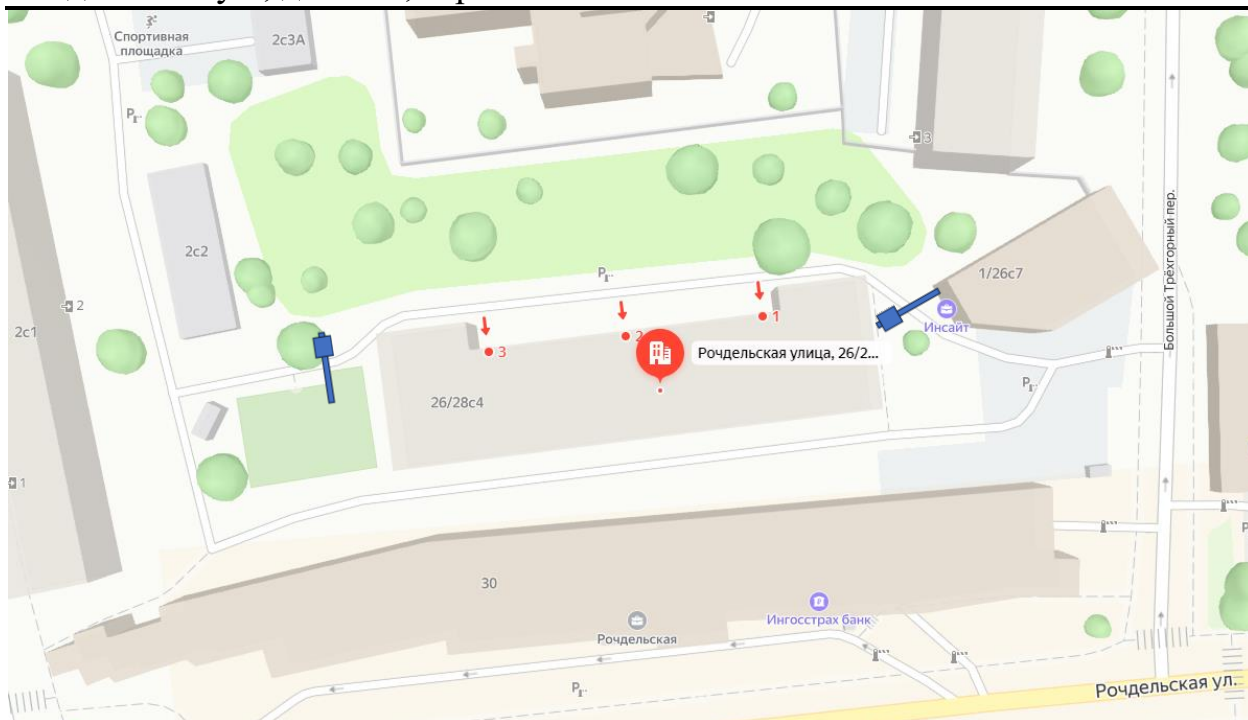 Спортивная
площадка
2с3А
P
3
2с2
P
1/26с7
2
2с1
Инсайт
Большой Трёхгорный пер.
1
2
3
Рочдельская улица, 26/2...
P
26/28с4
1
30
Ингосстрах банк
Рочдельская
P
Рочдельская ул.